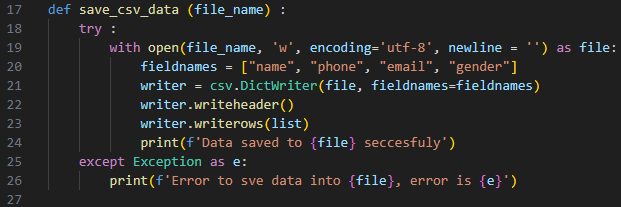 17 def save_csv_data (file_name) :
18     try :
19         with open(file_name, 'w', encoding='utf-8', newline = '') as file:
20             fieldnames = ["name", "phone", "email", "gender"]
21             writer = csv.DictWriter(file, fieldnames=fieldnames)
22             writer.writeheader()
23             writer.writerows(list)
24             print(f'Data saved to {file} seccesfuly')
25     except Exception as e:
26         print(f'Error to sve data into {file}, error is {e}')
27